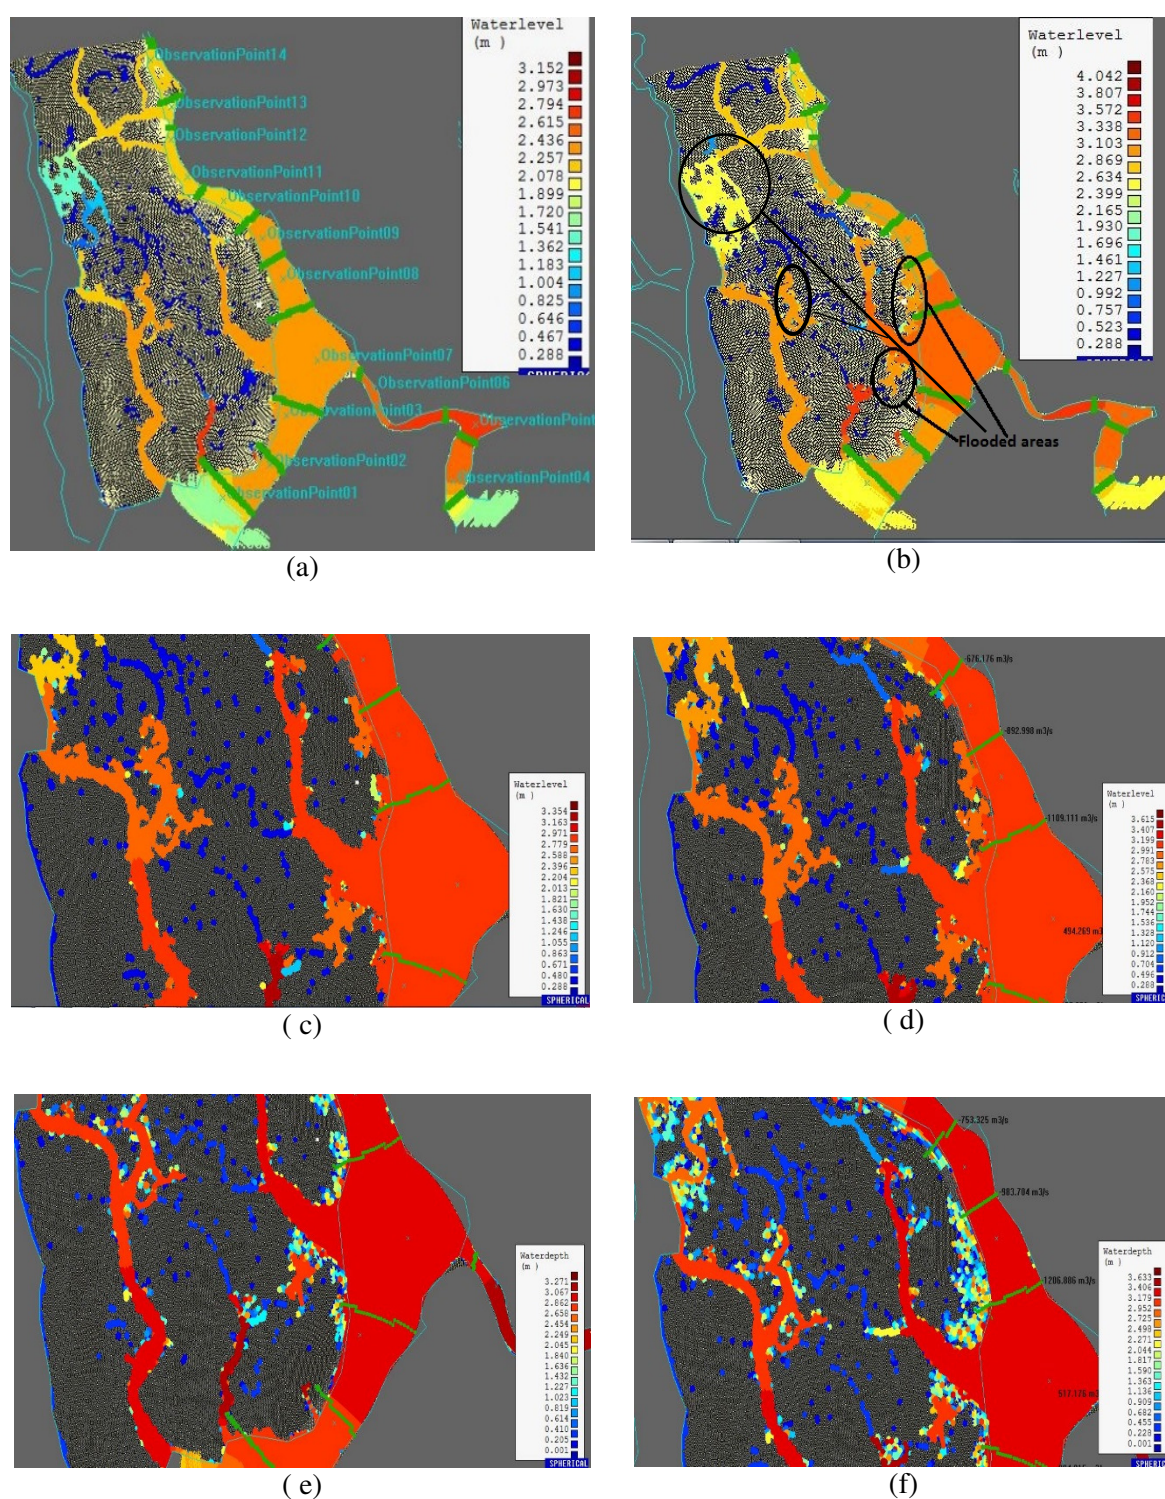 Waterlevel
(m )
3.152
2.973
2.794
2.615
2.436
2.257
2.078
1.899
1.720
1.541
1.362
1.183
1.004
0.825
0.646
0.467
0.288
ObservationPoint14
ObservationPoint13
ObservationPoint12
ObservationPoint11
ObservationPoint10
ObservationPoint09
ObservationPoint08
ObservationPoint07
ObservationPoint06
ObservationPoint03
ObservationPoint
ObservationPoint02
ObservationPoint04
ObservationPoint01
(a)
Waterlevel
(m )
4.042
3.807
3.572
3.338
3.103
2.869
2.634
2.399
2.165
1.930
1.696
1.461
1.227
0.992
0.757
0.523
0.288
Flooded areas
(b)
Waterlevel
(m )
3.354
3.163
2.971
2.779
2.588
2.396
2.204
2.013
1.821
1.630
1.438
1.246
1.055
0.863
0.671
0.480
0.288
SPHERICAL
( c)
-676.176 m3/s
-892.998 m3/s
-1109.111 m3/s
494.269 m3
Waterlevel
(m )
3.615
3.407
3.199
2.991
2.783
2.575
2.368
2.160
1.952
1.744
1.536
1.328
1.120
0.912
0.704
0.496
0.288
SPHERIC
( d)
Waterdepth
(m )
3.271
3.067
2.862
2.658
2.454
2.249
2.045
1.840
1.636
1.432
1.227
1.023
0.819
0.614
0.410
0.205
0.001
SPHERICAL
( e)
-753.325 m3/s
-983.704 m3/s
-1206.886 m3/s
517.176 m3
Waterdepth
(m )
3.633
3.406
3.179
2.952
2.725
2.498
2.271
2.044
1.817
1.590
1.363
1.136
0.909
0.682
0.455
0.228
0.001
SPHERICAL
(f)